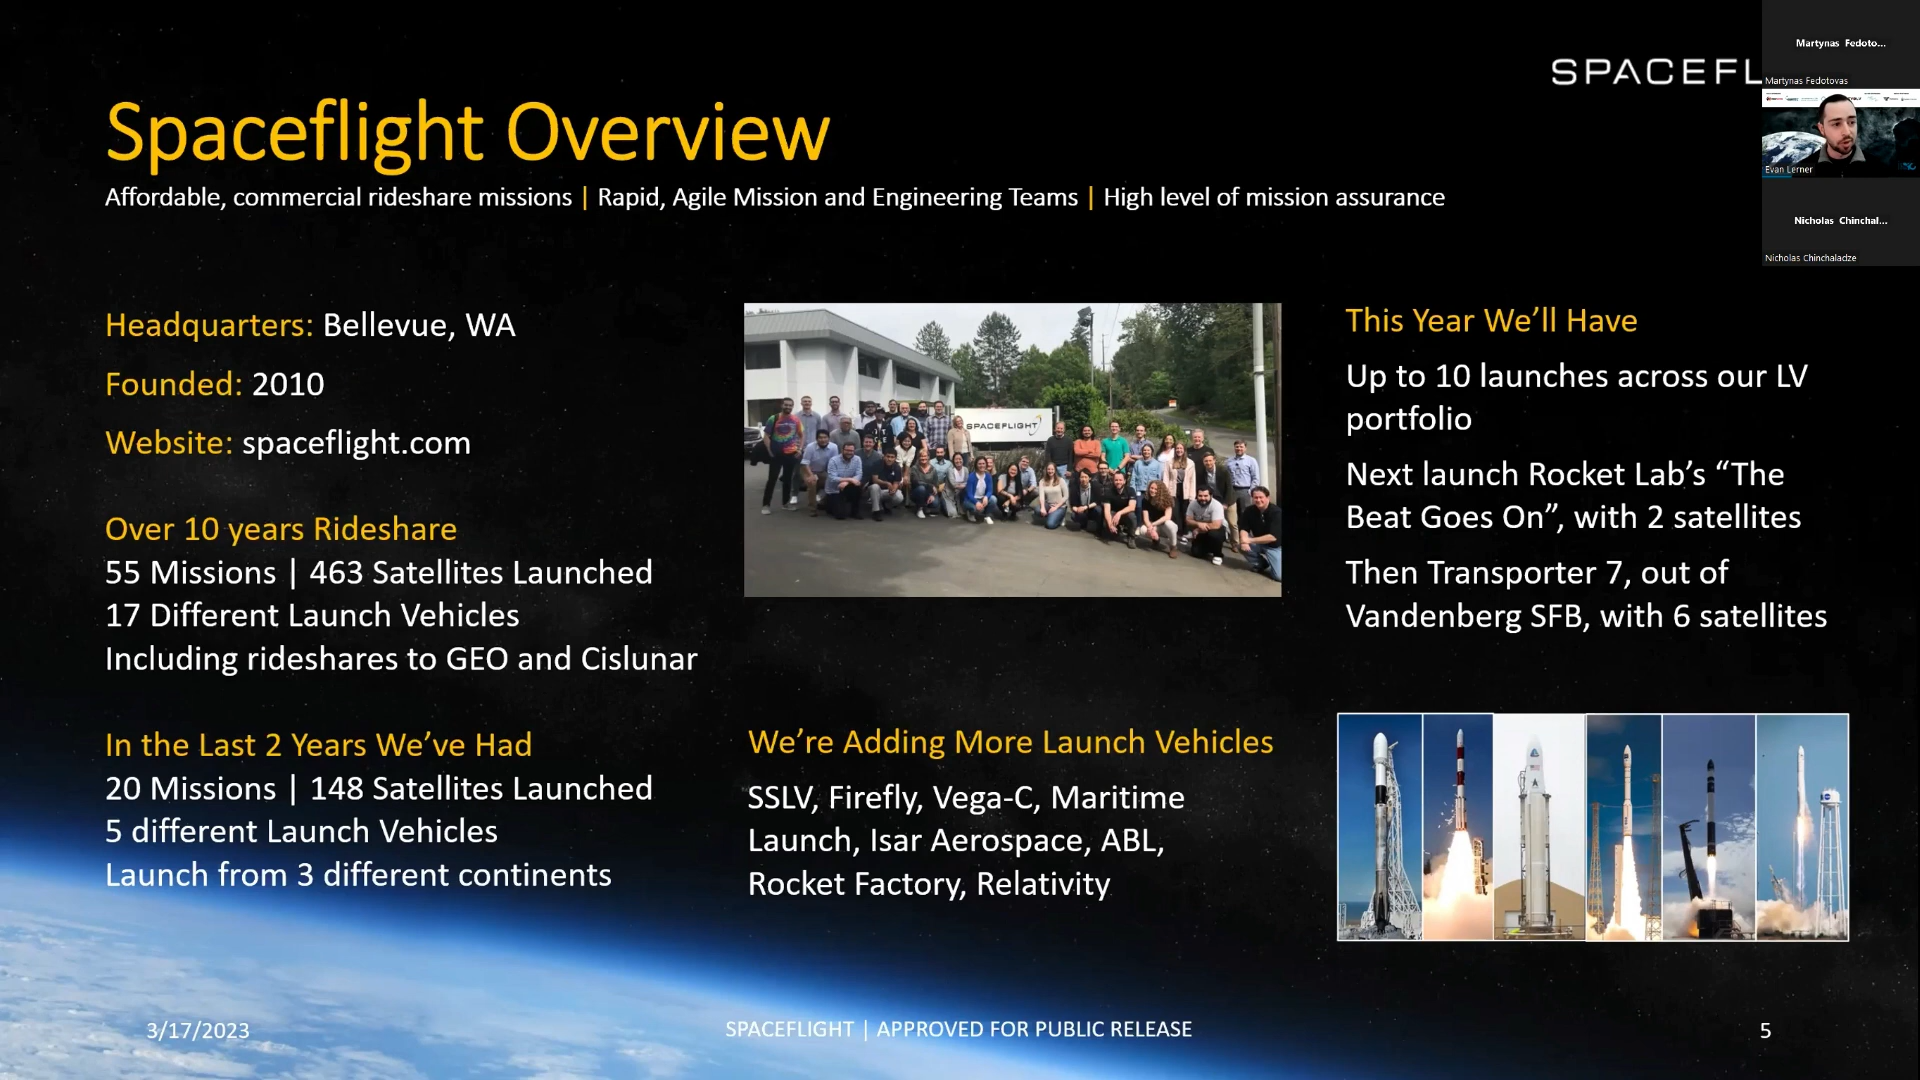 SPACEFL
Spaceflight Overview
Affordable, commercial rideshare missions | Rapid, Agile Mission and Engineering Teams | High level of mission assurance
Headquarters: Bellevue, WA
Founded: 2010
Website: spaceflight.com
Over 10 years Rideshare
55 Missions | 463 Satellites Launched
17 Different Launch Vehicles
Including rideshares to GEO and Cislunar
In the Last 2 Years We’ve Had
20 Missions | 148 Satellites Launched
5 different Launch Vehicles
Launch from 3 different continents
SPACEFLIGHT
We’re Adding More Launch Vehicles
SSLV, Firefly, Vega-C, Maritime
Launch, Isar Aerospace, ABL,
Rocket Factory, Relativity
This Year We’ll Have
Up to 10 launches across our LV
portfolio
Next launch Rocket Lab’s “The
Beat Goes On”, with 2 satellites
Then Transporter 7, out of
Vandenberg SFB, with 6 satellites
3/17/2023
SPACEFLIGHT | APPROVED FOR PUBLIC RELEASE
5
Martynas Fedoto...
Martynas Fedotovas
Evan Lerner
Nicholas Chinchal...
Nicholas Chinchaladze